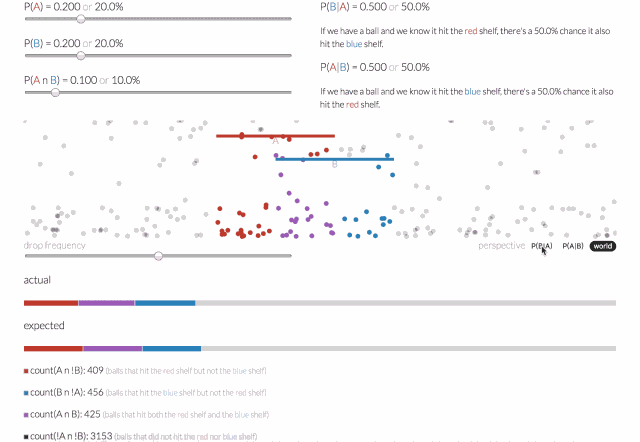 P(A) = 0.200 or 20.0%
P(B) = 0.200 or 20.0%
P(A ∩ B) = 0.100 or 10.0%
P(B|A) = 0.500 or 50.0%
If we have a ball and we know it hit the red shelf, there's a 50.0% chance it also
hit the blue shelf.
P(A|B) = 0.500 or 50.0%
If we have a ball and we know it hit the blue shelf, there's a 50.0% chance it also
hit the red shelf.
A
B
drop frequency
perspective P(B|A) P(A|B) world
actual
expected
count(A ∩ !B): 409 (balls that hit the red shelf but not the blue shelf)
count(B ∩ !A): 456 (balls that hit the blue shelf but not the red shelf)
count(A ∩ B): 425 (balls that hit both the red shelf and the blue shelf)
count(!A ∩ !B): 3153 (balls that did not hit the red nor blue shelf)